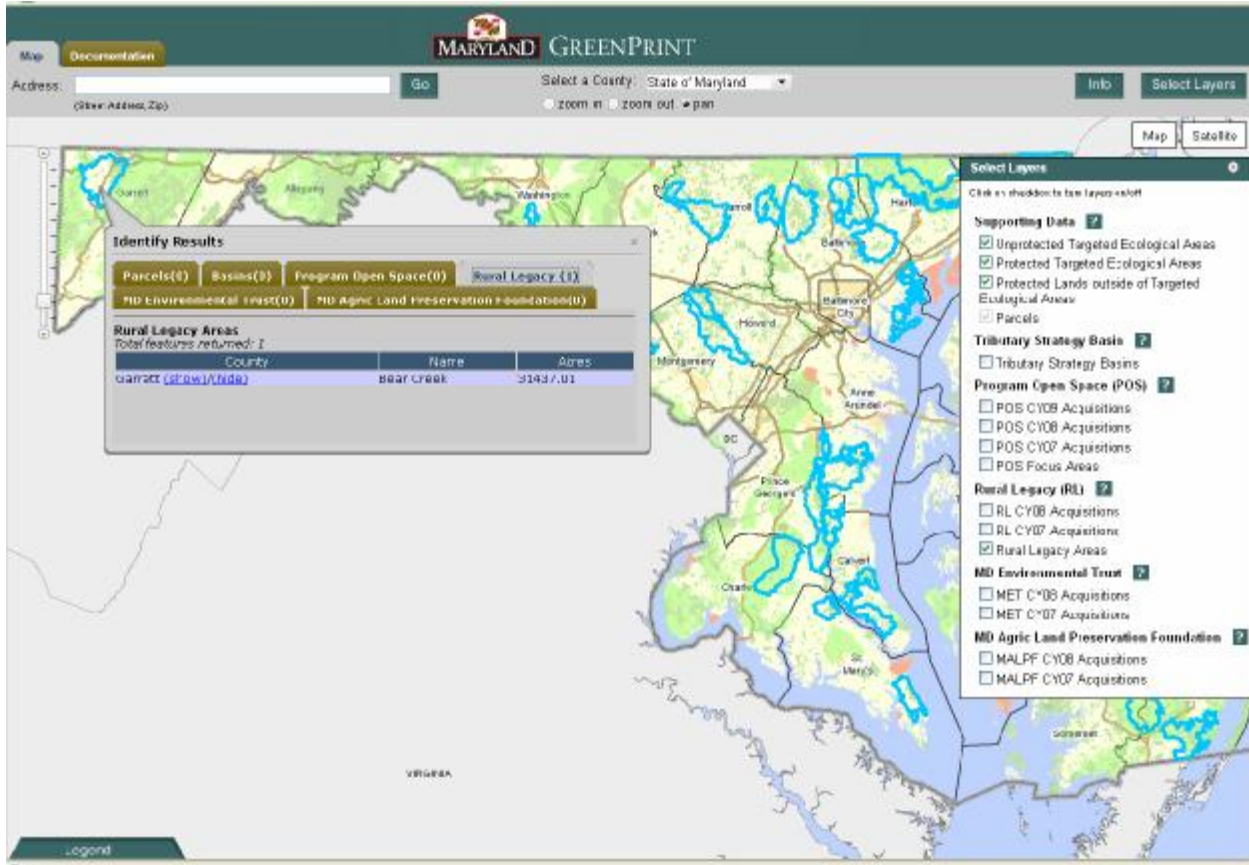 Map
Documentation
MARYLAND GREENPRINT
Address:
Go
(Street Address, Zip)
Select a County: State of Maryland
zoom in zoom out pan
Info
Select Layers
Map
Satellite
Garrett
Allegany
Washington
Carroll
Baltimore
City
Howard
Montgomery
Anne
Arundel
DC
Prince
Georges
Calvert
St.
Mary's
Somerset
VIRGINIA
Identify Results
Parcels(0) Basins(0) Program Open Space(0) Rural Legacy (1)
MD Environmental Trust(0) MD Agric Land Preservation Foundation(0)
Rural Legacy Areas
Total features returned: 1
County Name Acres
Garratt (show)/(hide) Bear Creek 31437.01
Select Layers
Click on checkbox to turn layers on/off
Supporting Data ?
Unprotected Targeted Ecological Areas
Protected Targeted Ecological Areas
Protected Lands outside of Targeted
Ecological Areas
Parcels
Tributary Strategy Basin ?
Tributary Strategy Basins
Program Open Space (POS) ?
POS CY09 Acquisitions
POS CY08 Acquisitions
POS CY07 Acquisitions
POS Focus Areas
Rural Legacy (RL) ?
RL CY08 Acquisitions
RL CY07 Acquisitions
Rural Legacy Areas
MD Environmental Trust ?
MET CY08 Acquisitions
MET CY07 Acquisitions
MD Agric Land Preservation Foundation ?
MALPF CY08 Acquisitions
MALPF CY07 Acquisitions
Legend